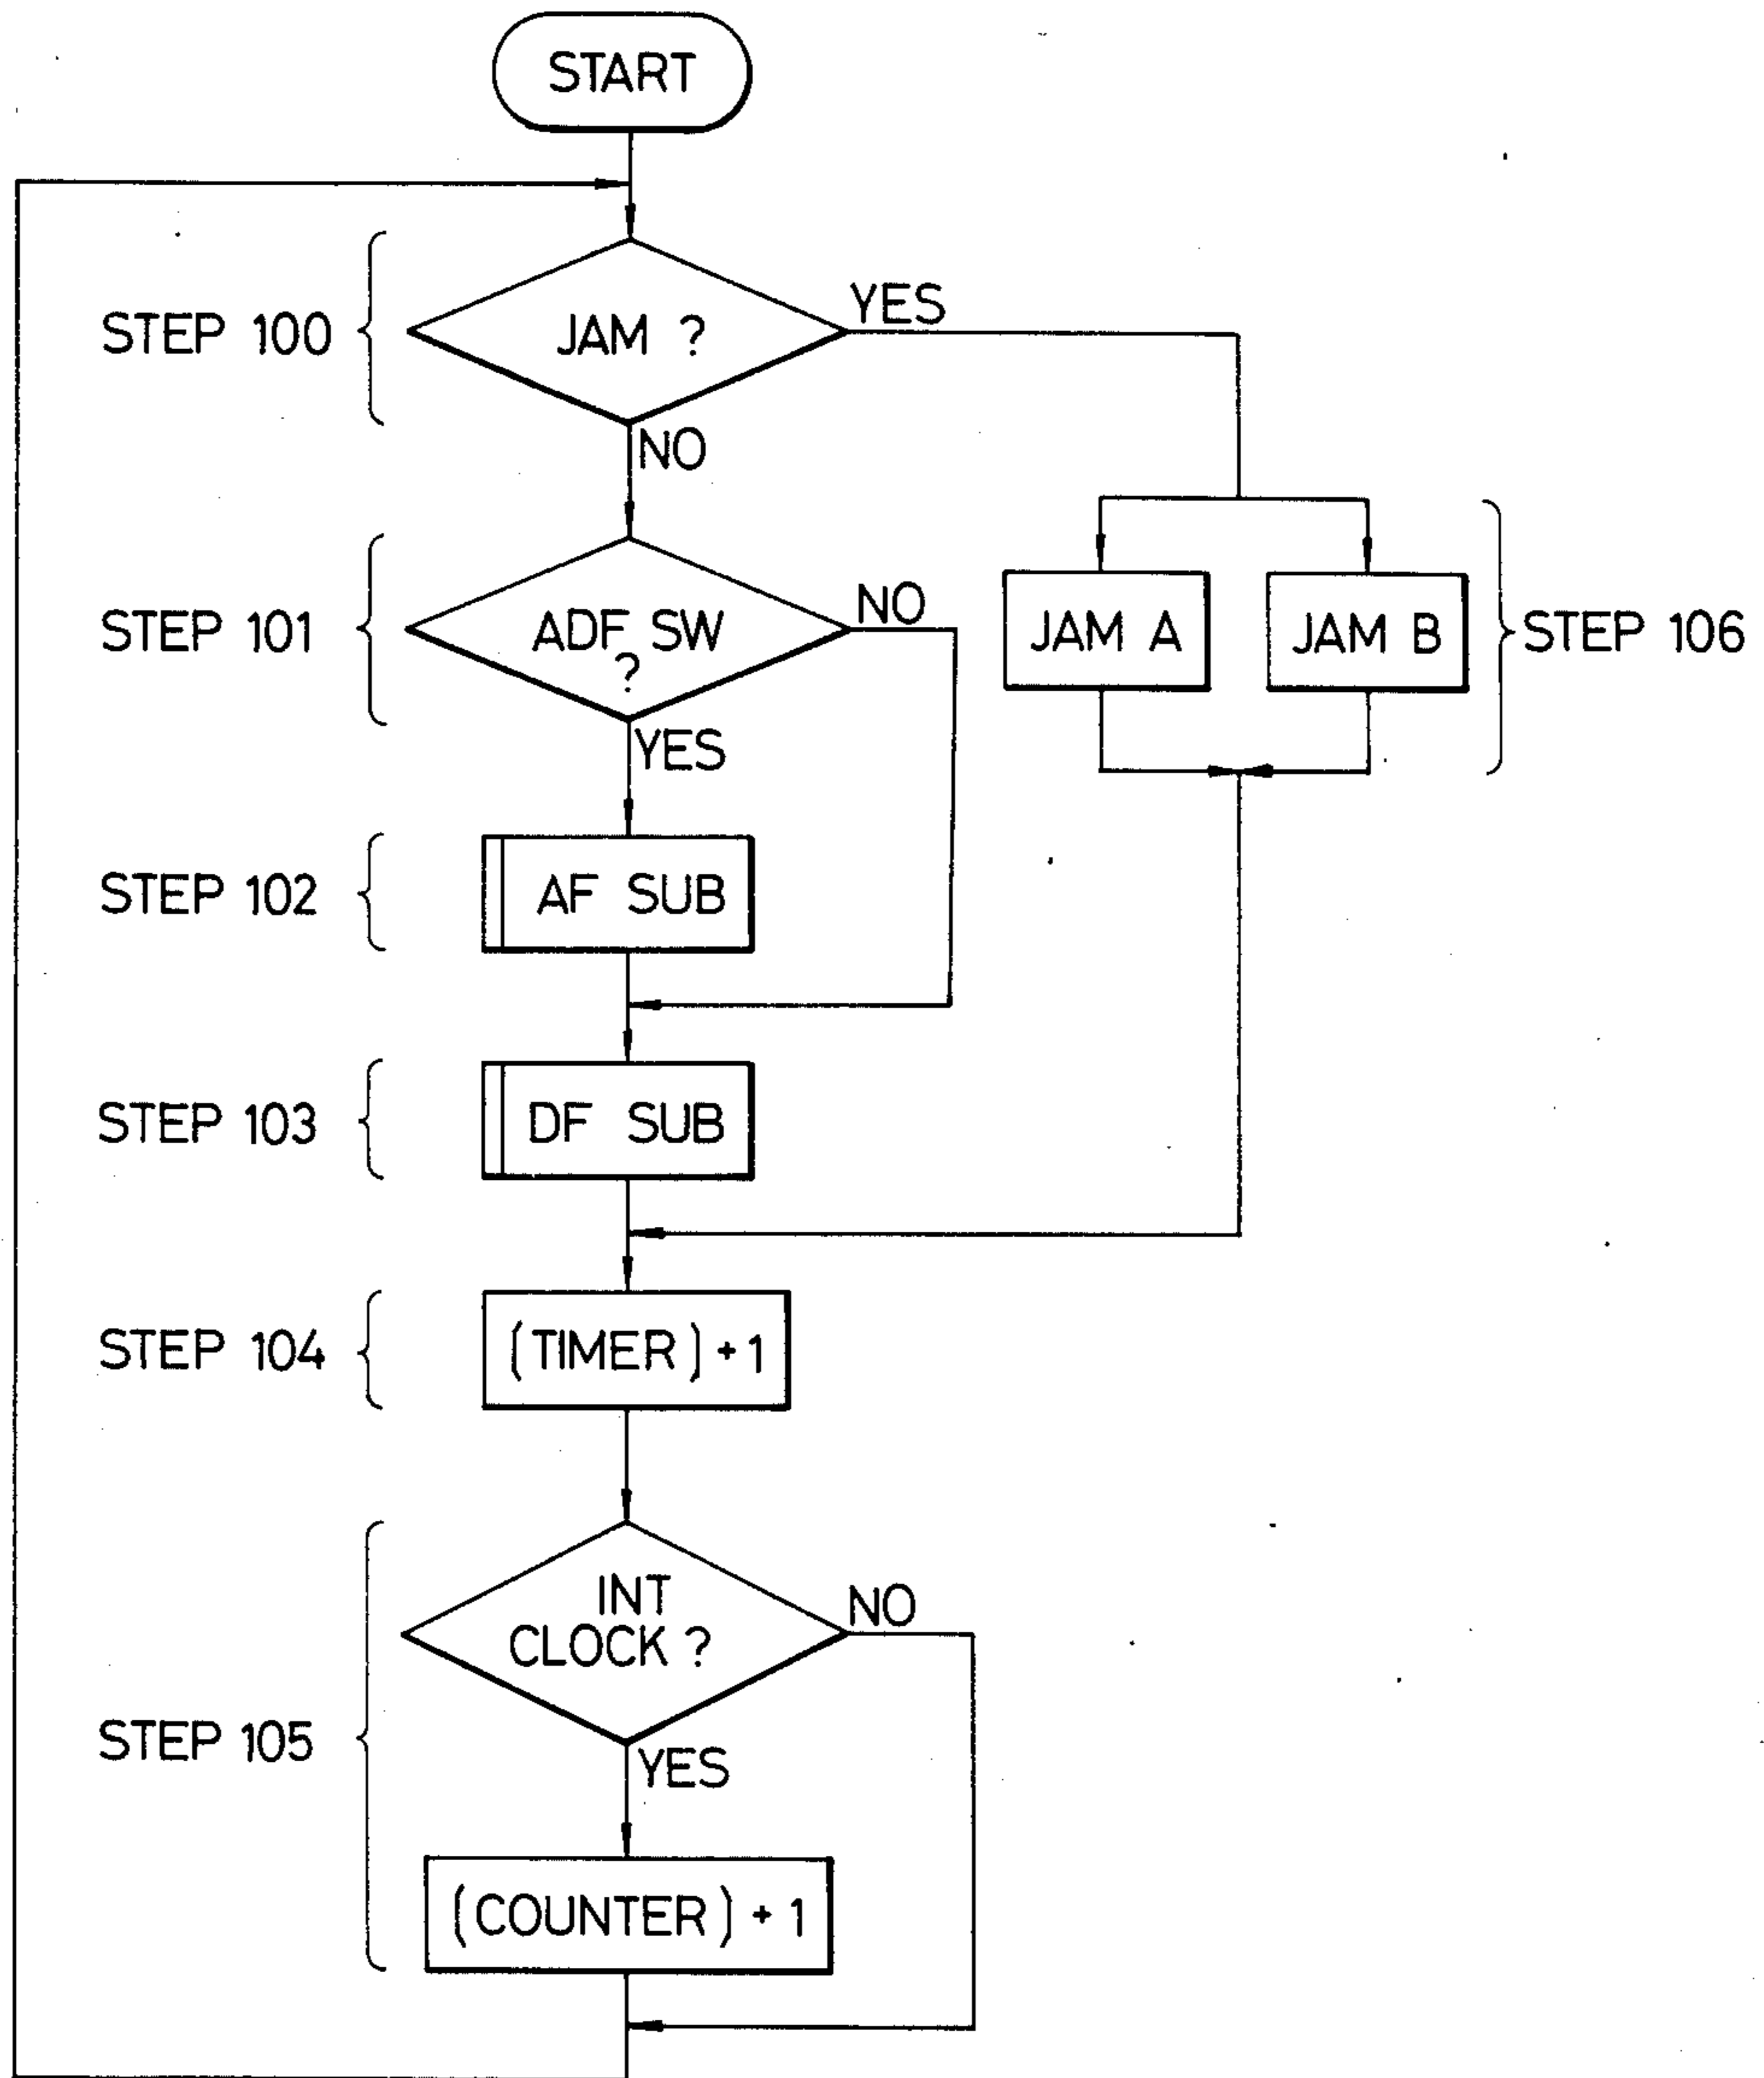 START
STEP 100
JAM ?
YES
NO
STEP 101
ADF SW
?
NO
YES
JAM A
JAM B
STEP 106
STEP 102
AF SUB
STEP 103
DF SUB
STEP 104
(TIMER) + 1
STEP 105
INT
CLOCK ?
NO
YES
(COUNTER) + 1